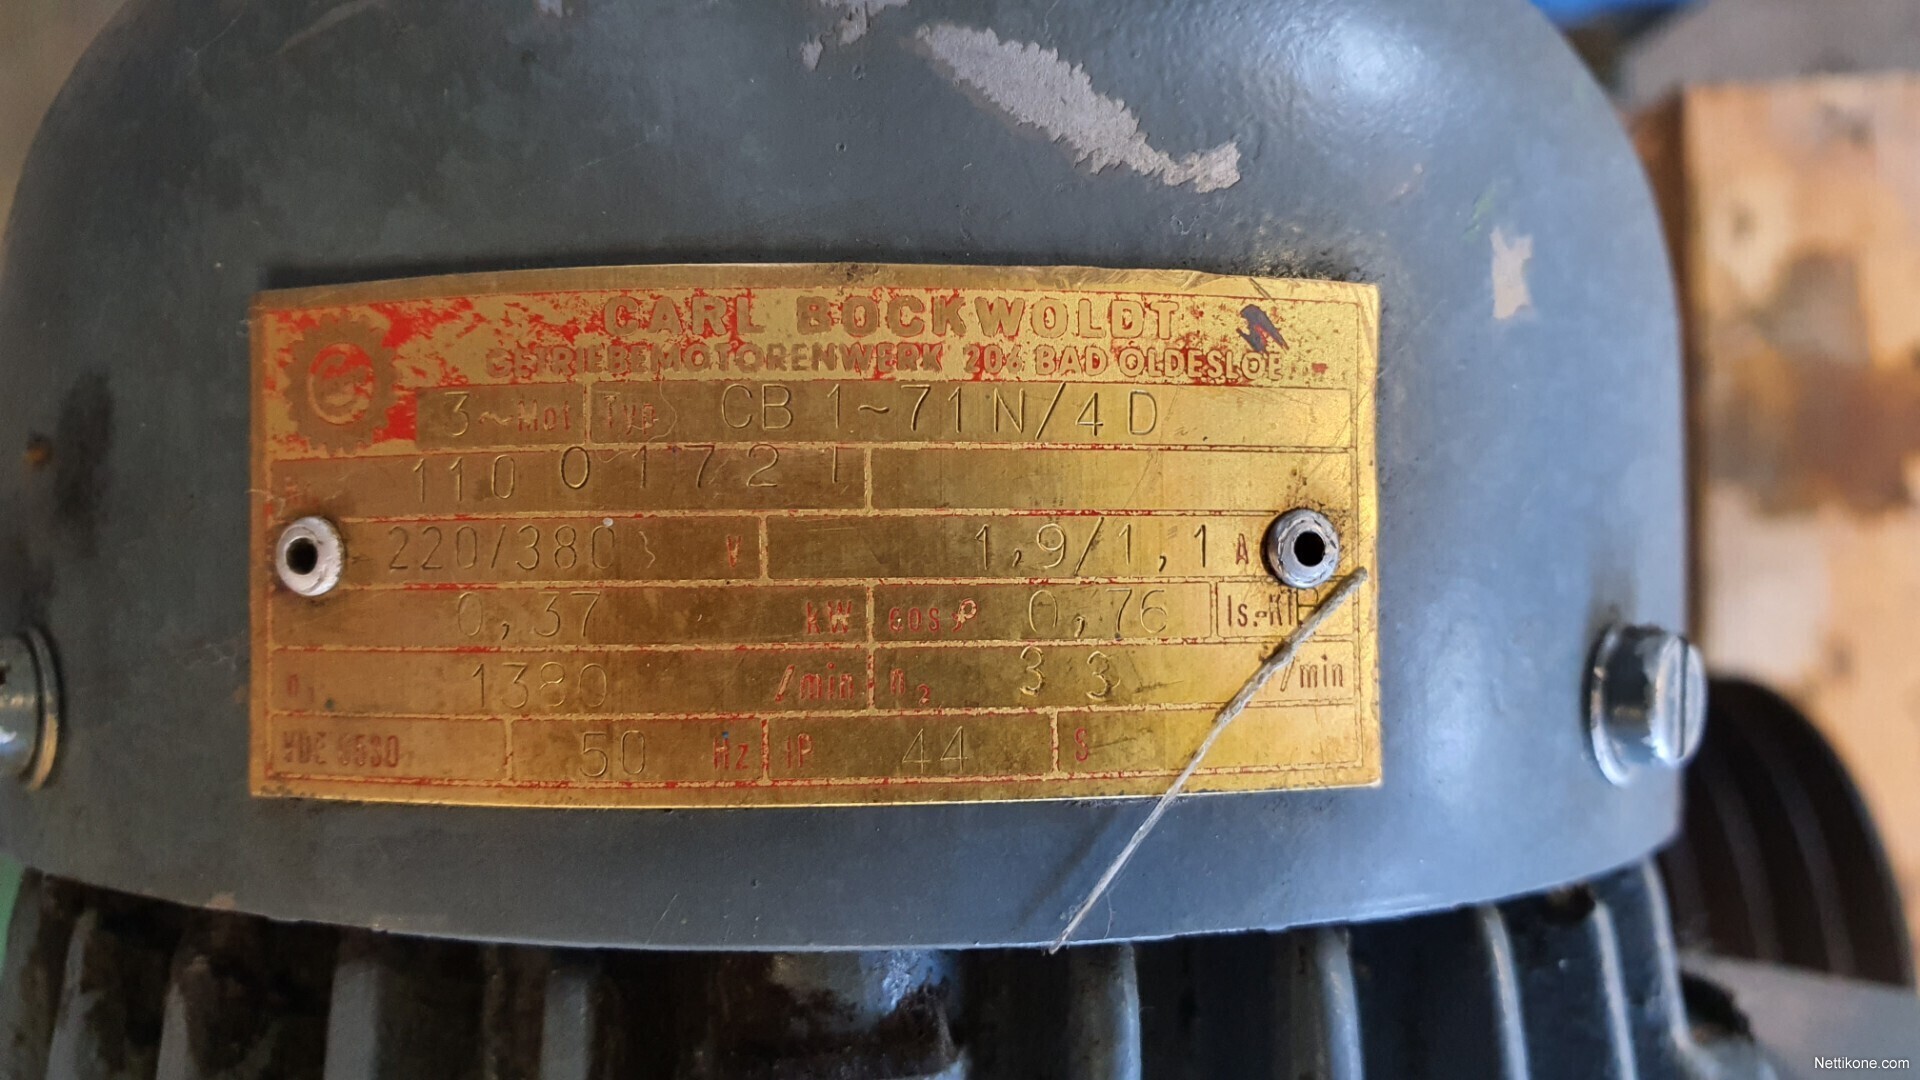 CARL BOCKWOLDT
GETRIEBEMOTORENWERK 206 BAD OLDESLOE
3~Mot Typ CB 1~71N/4D
110 0172
220/380 V 1,9/1,1 A
0,37 kW cos φ 0,76 Is.-Kl
n₁ 1380 /min n₂ 33 /min
VDE 0530 50 Hz IP 44 S
Nettikone.com